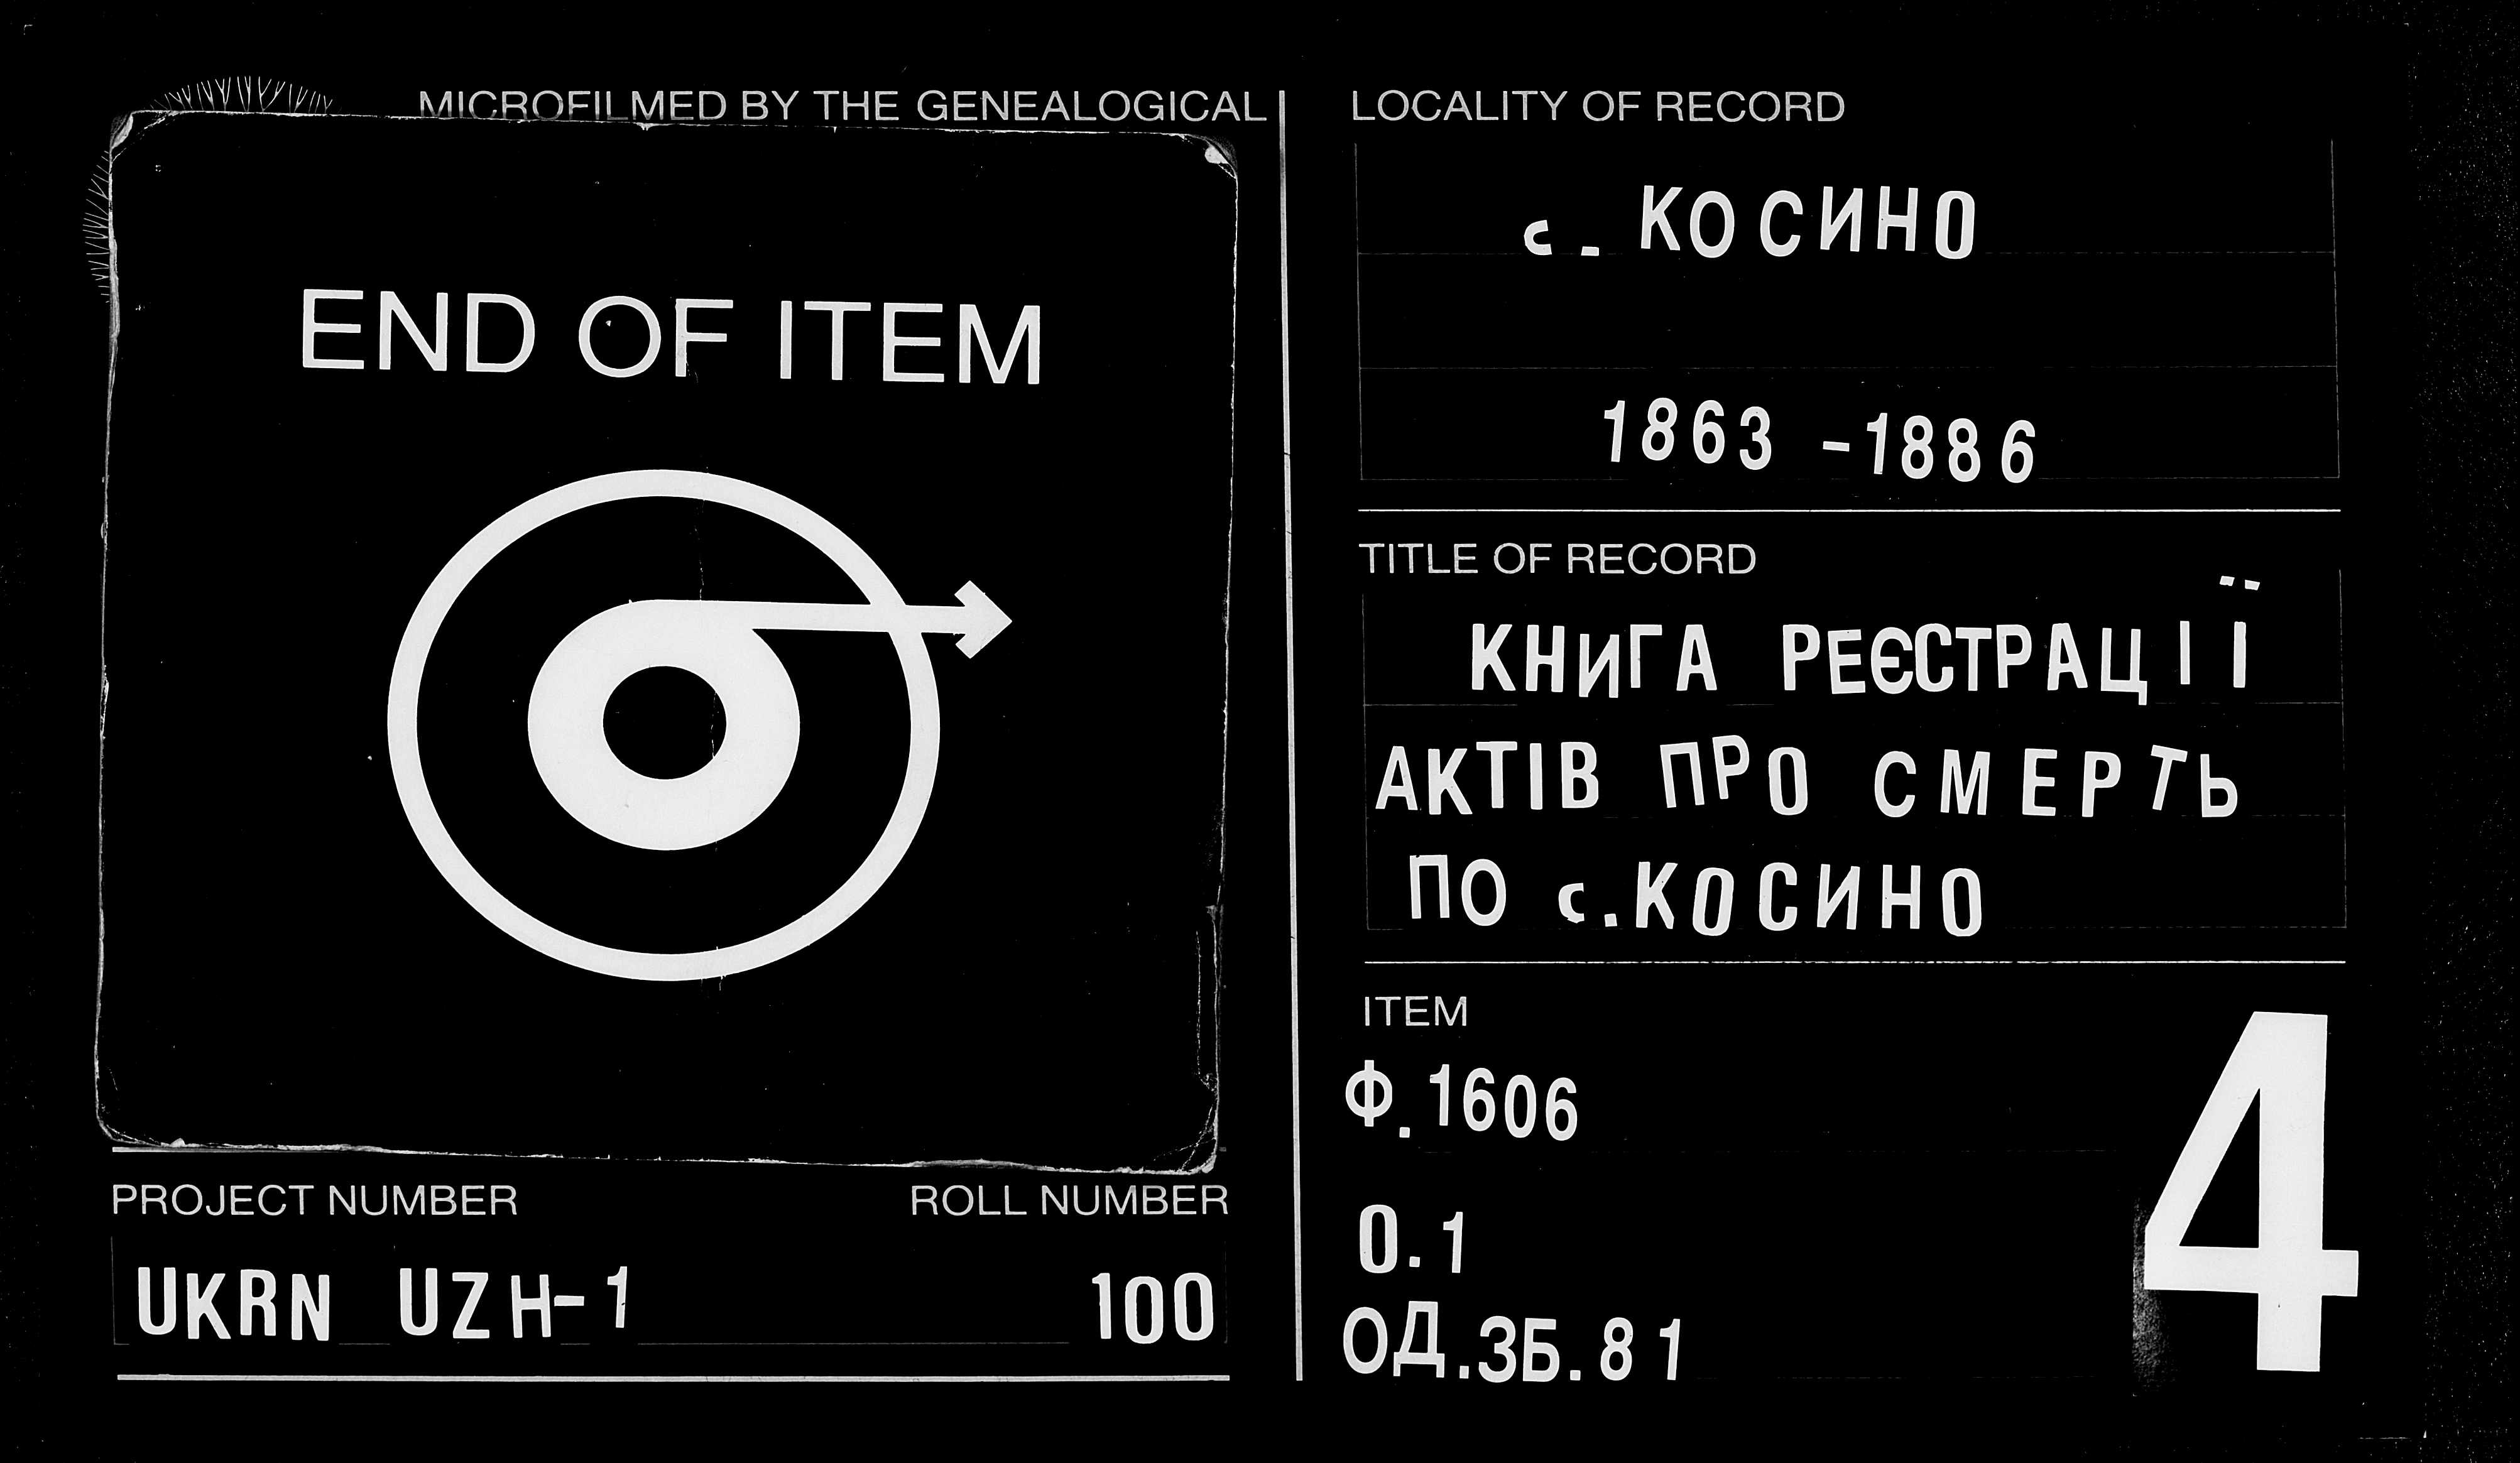 MICROFILMED BY THE GENEALOGICAL
END OF ITEM
PROJECT NUMBER
ROLL NUMBER
UKRN UZH-1
100
LOCALITY OF RECORD
с. КОСИНО
1863 -1886
TITLE OF RECORD
КНИГА РЕЄСТРАЦІЇ
АКТІВ ПРО СМЕРТЬ
ПО с.КОСИНО
ITEM
Ф.1606
О.1
ОД.ЗБ.81
4